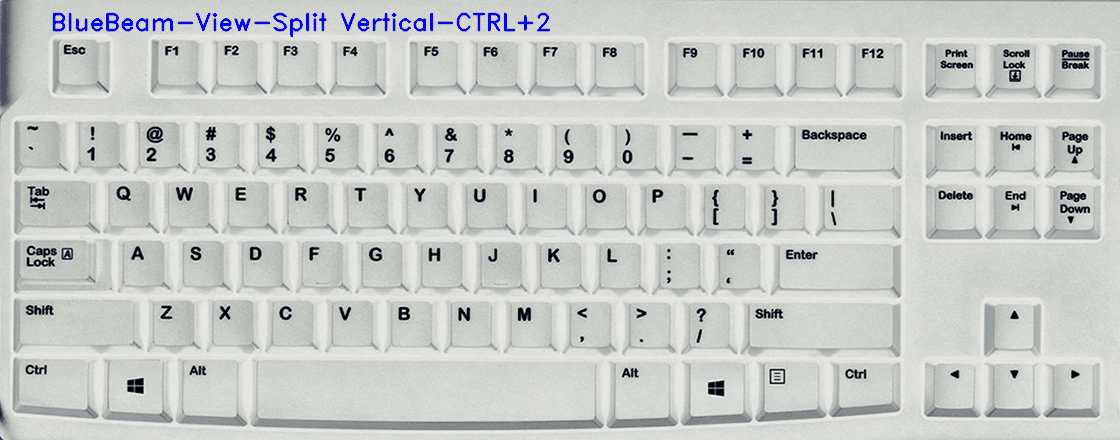 BlueBeam-View-Split Vertical-CTRL+2
Esc F1 F2 F3 F4 F5 F6 F7 F8 F9 F10 F11 F12 Print Screen Scroll Lock Pause Break
~ ` ! 1 @ 2 # 3 $ 4 % 5 ^ 6 & 7 * 8 ( 9 ) 0 — - + = Backspace Insert Home Page Up
Tab Q W E R T Y U I O P { [ } ] | \ Delete End Page Down
Caps Lock A A S D F G H J K L : ; “ ‘ Enter
Shift Z X C V B N M < , > . ? / Shift
Ctrl Alt Alt Ctrl